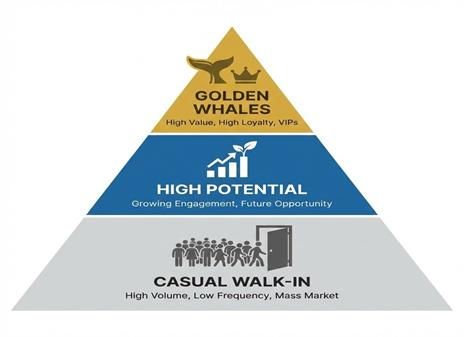 GOLDEN
WHALES
High Value, High Loyalty, VIPs
HIGH POTENTIAL
Growing Engagement, Future Opportunity
CASUAL WALK-IN
High Volume, Low Frequency, Mass Market